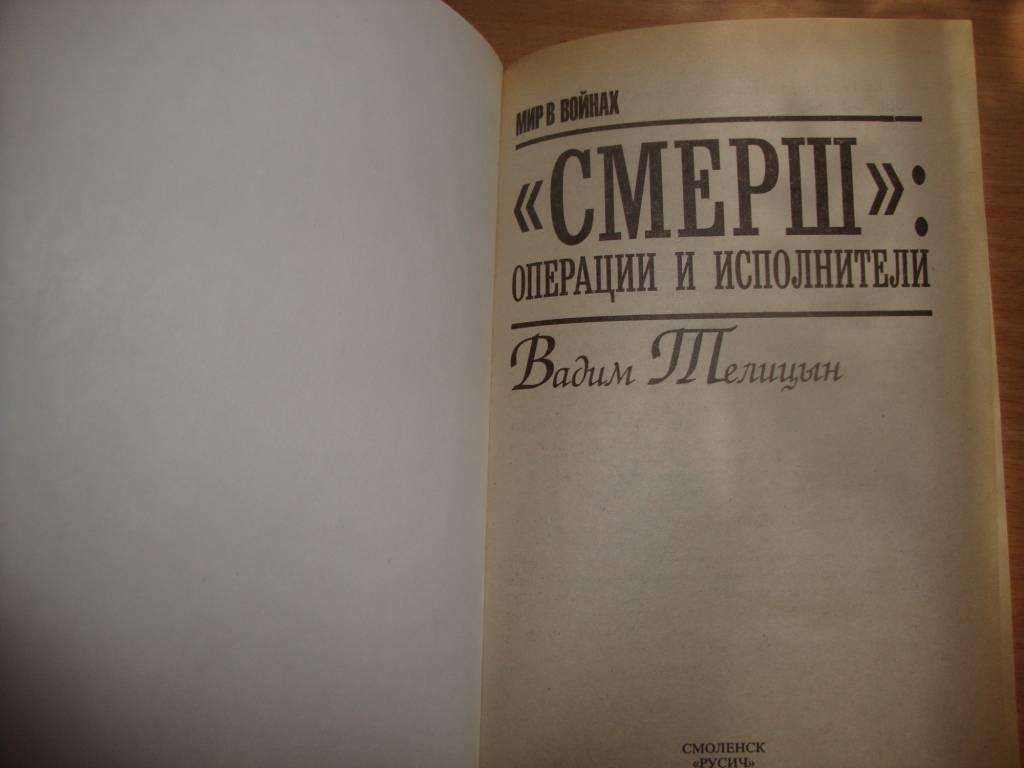 МИР В ВОЙНАХ
«СМЕРШ»:
ОПЕРАЦИИ И ИСПОЛНИТЕЛИ
Вадим Телицын
СМОЛЕНСК
«РУСИЧ»